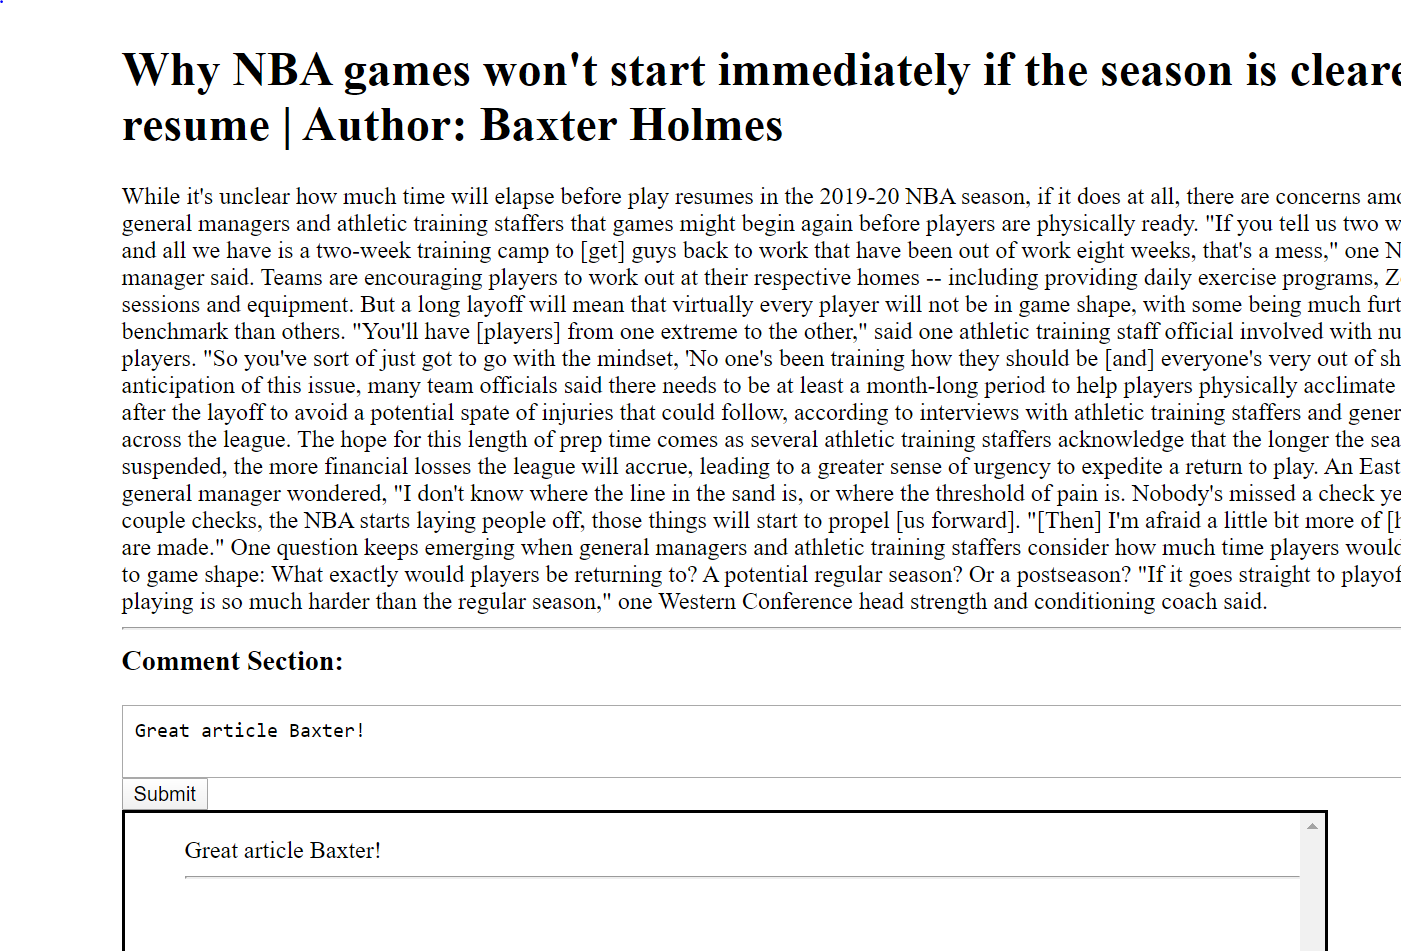 Why NBA games won't start immediately if the season is cleare
resume | Author: Baxter Holmes
While it's unclear how much time will elapse before play resumes in the 2019-20 NBA season, if it does at all, there are concerns amo
general managers and athletic training staffers that games might begin again before players are physically ready. "If you tell us two w
and all we have is a two-week training camp to [get] guys back to work that have been out of work eight weeks, that's a mess," one N
manager said. Teams are encouraging players to work out at their respective homes -- including providing daily exercise programs, Z
sessions and equipment. But a long layoff will mean that virtually every player will not be in game shape, with some being much furt
benchmark than others. "You'll have [players] from one extreme to the other," said one athletic training staff official involved with nu
players. "So you've sort of just got to go with the mindset, 'No one's been training how they should be [and] everyone's very out of sh
anticipation of this issue, many team officials said there needs to be at least a month-long period to help players physically acclimate
after the layoff to avoid a potential spate of injuries that could follow, according to interviews with athletic training staffers and gener
across the league. The hope for this length of prep time comes as several athletic training staffers acknowledge that the longer the sea
suspended, the more financial losses the league will accrue, leading to a greater sense of urgency to expedite a return to play. An East
general manager wondered, "I don't know where the line in the sand is, or where the threshold of pain is. Nobody's missed a check ye
couple checks, the NBA starts laying people off, those things will start to propel [us forward]. "[Then] I'm afraid a little bit more of [h
are made." One question keeps emerging when general managers and athletic training staffers consider how much time players would
to game shape: What exactly would players be returning to? A potential regular season? Or a postseason? "If it goes straight to playof
playing is so much harder than the regular season," one Western Conference head strength and conditioning coach said.
Comment Section:
Great article Baxter!
Submit
Great article Baxter!